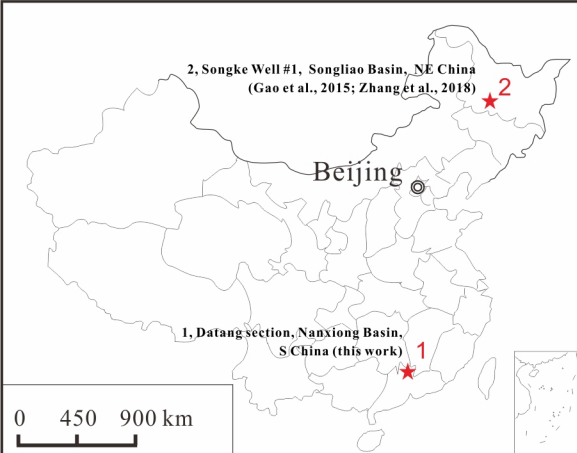 2, Songke Well #1, Songliao Basin, NE China
(Gao et al., 2015; Zhang et al., 2018)
2
Beijing
1, Datang section, Nanxiong Basin,
S China (this work)
1
0 450 900 km